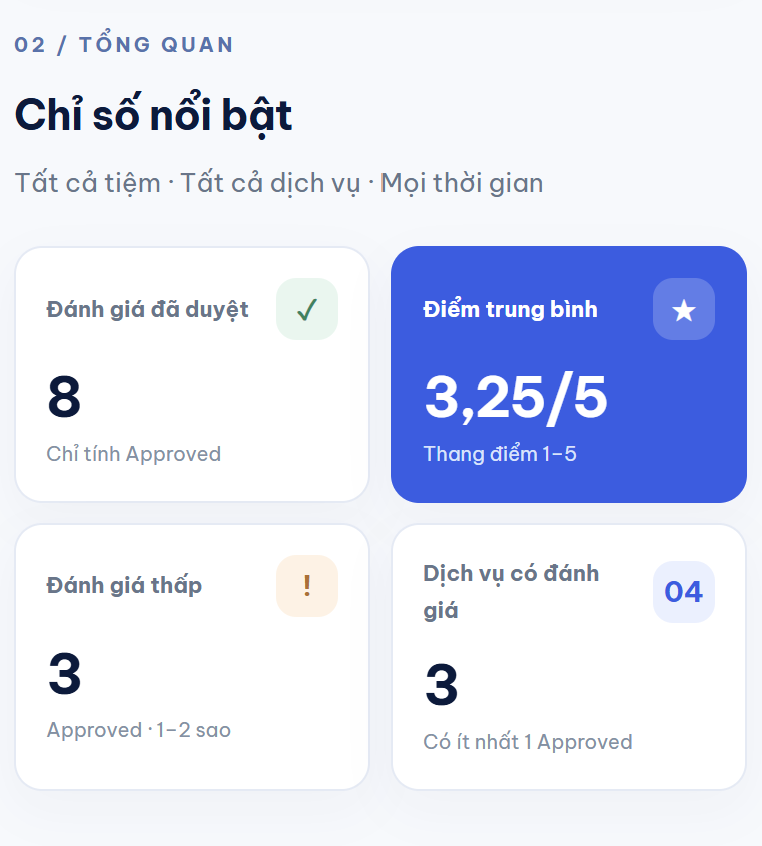 02 / TỔNG QUAN
Chỉ số nổi bật
Tất cả tiệm · Tất cả dịch vụ · Mọi thời gian
Đánh giá đã duyệt
✓
8
Chỉ tính Approved
Điểm trung bình
★
3,25/5
Thang điểm 1–5
Đánh giá thấp
!
3
Approved · 1–2 sao
Dịch vụ có đánh
giá
04
3
Có ít nhất 1 Approved